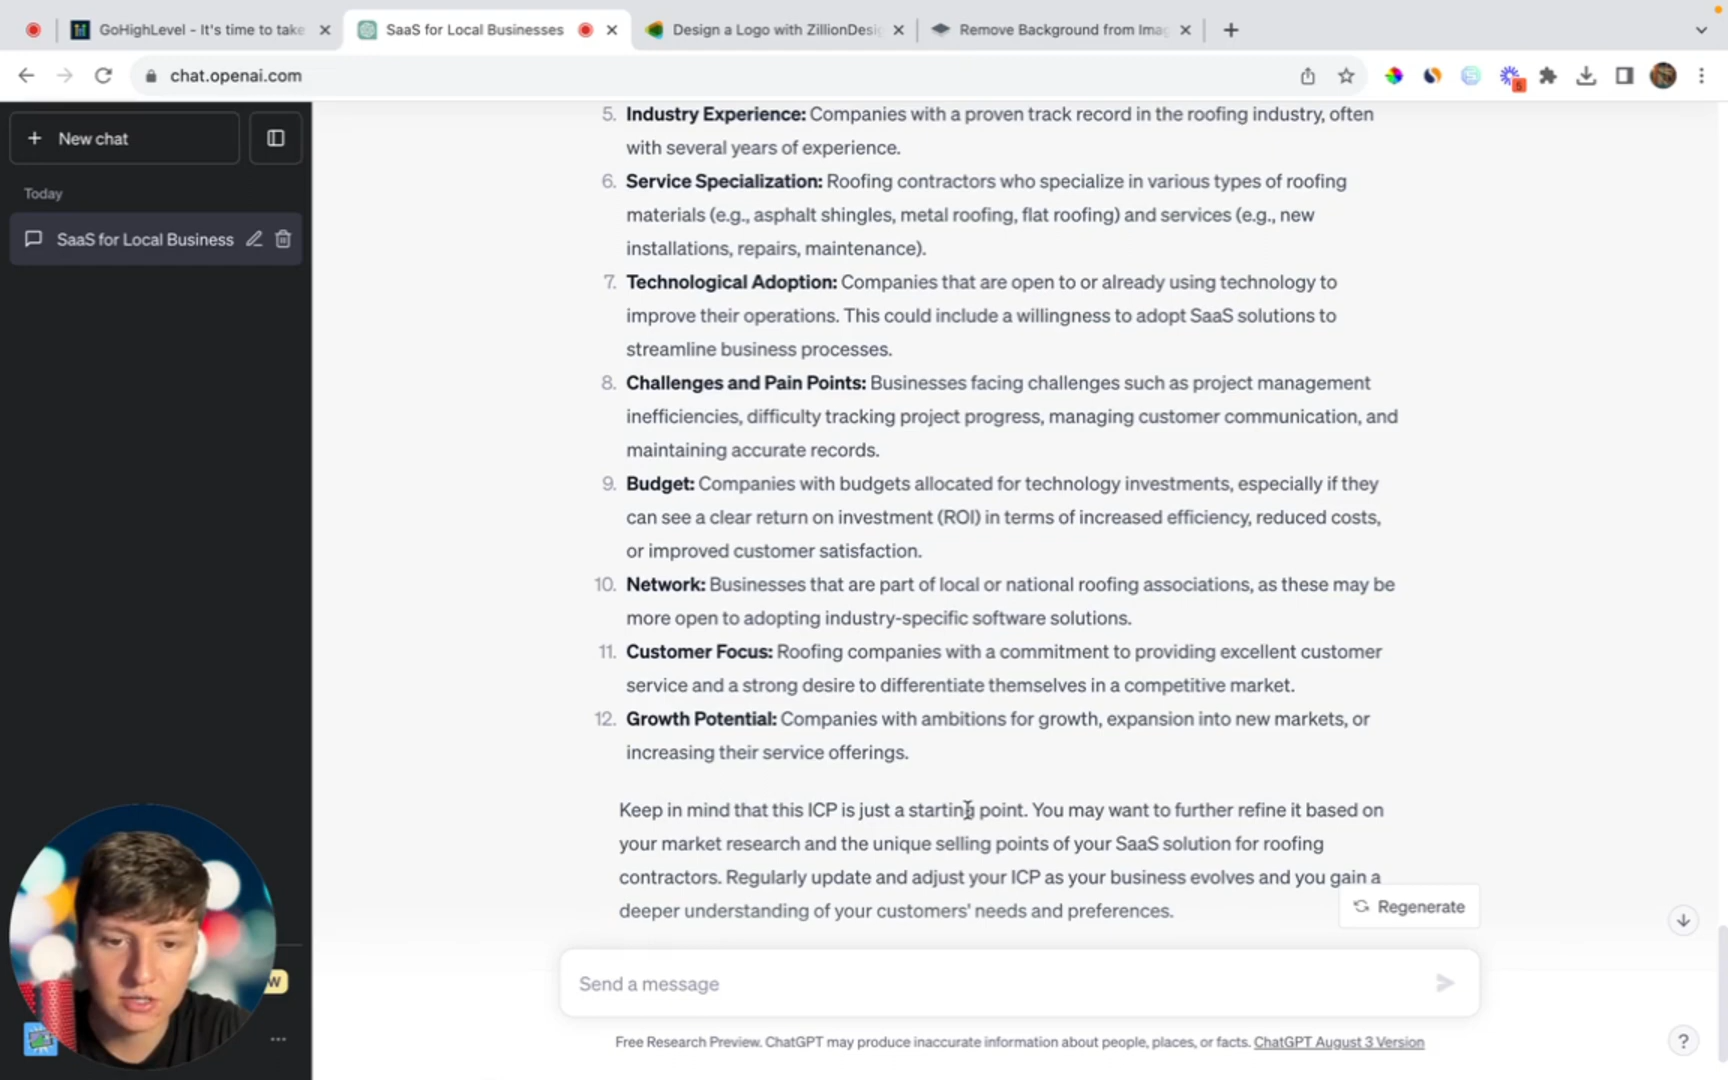 GoHighLevel - It's time to take
SaaS for Local Businesses
Design a Logo with ZillionDesi
Remove Background from Imag
chat.openai.com
5
New chat
Today
SaaS for Local Business
5. Industry Experience: Companies with a proven track record in the roofing industry, often
with several years of experience.
6. Service Specialization: Roofing contractors who specialize in various types of roofing
materials (e.g., asphalt shingles, metal roofing, flat roofing) and services (e.g., new
installations, repairs, maintenance).
7. Technological Adoption: Companies that are open to or already using technology to
improve their operations. This could include a willingness to adopt SaaS solutions to
streamline business processes.
8. Challenges and Pain Points: Businesses facing challenges such as project management
inefficiencies, difficulty tracking project progress, managing customer communication, and
maintaining accurate records.
9. Budget: Companies with budgets allocated for technology investments, especially if they
can see a clear return on investment (ROI) in terms of increased efficiency, reduced costs,
or improved customer satisfaction.
10. Network: Businesses that are part of local or national roofing associations, as these may be
more open to adopting industry-specific software solutions.
11. Customer Focus: Roofing companies with a commitment to providing excellent customer
service and a strong desire to differentiate themselves in a competitive market.
12. Growth Potential: Companies with ambitions for growth, expansion into new markets, or
increasing their service offerings.
Keep in mind that this ICP is just a starting point. You may want to further refine it based on
your market research and the unique selling points of your SaaS solution for roofing
contractors. Regularly update and adjust your ICP as your business evolves and you gain a
deeper understanding of your customers' needs and preferences.
Regenerate
W
Send a message
Free Research Preview. ChatGPT may produce inaccurate information about people, places, or facts. ChatGPT August 3 Version
?